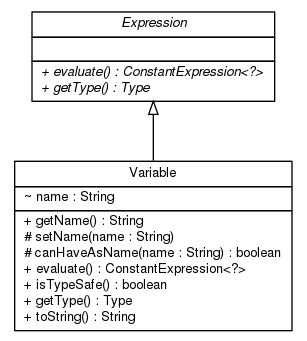 Expression
+ evaluate() : ConstantExpression<?>
+ getType() : Type
Variable
~ name : String
+ getName() : String
# setName(name : String)
# canHaveAsName(name : String) : boolean
+ evaluate() : ConstantExpression<?>
+ isTypeSafe() : boolean
+ getType() : Type
+ toString() : String